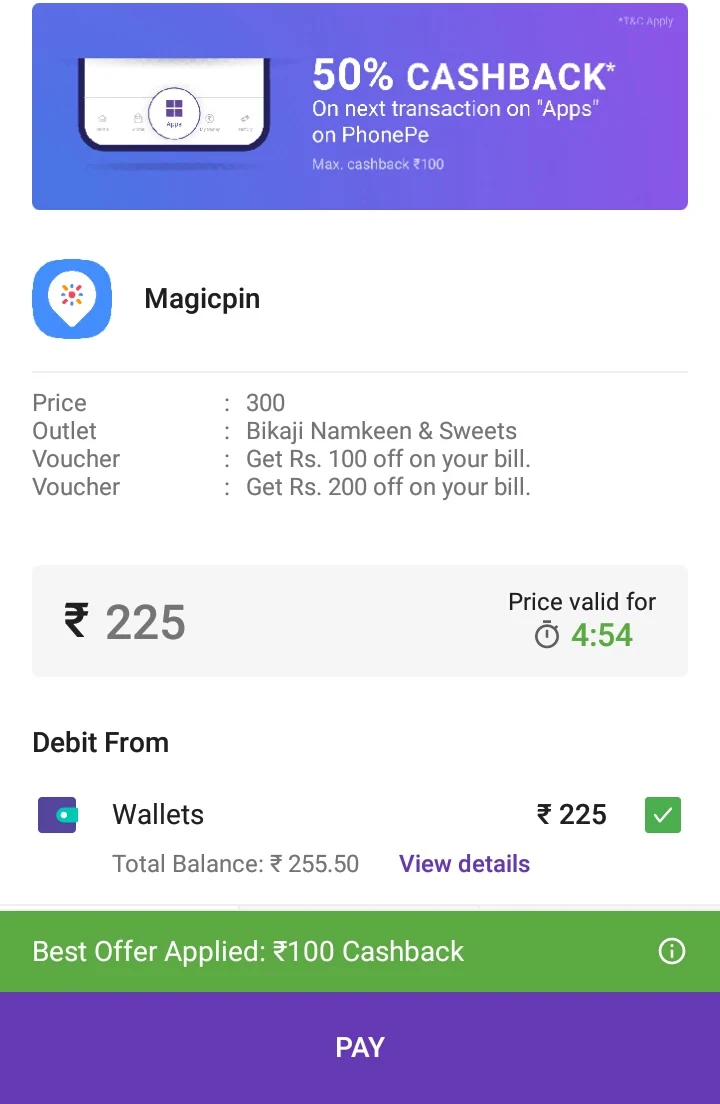 *T&C Apply
50% CASHBACK*
On next transaction on "Apps"
on PhonePe
Max. cashback ₹100
Apps
Magicpin
Price : 300
Outlet : Bikaji Namkeen & Sweets
Voucher : Get Rs. 100 off on your bill.
Voucher : Get Rs. 200 off on your bill.
₹ 225
Price valid for
4:54
Debit From
Wallets ₹ 225
Total Balance: ₹ 255.50 View details
Best Offer Applied: ₹100 Cashback
PAY